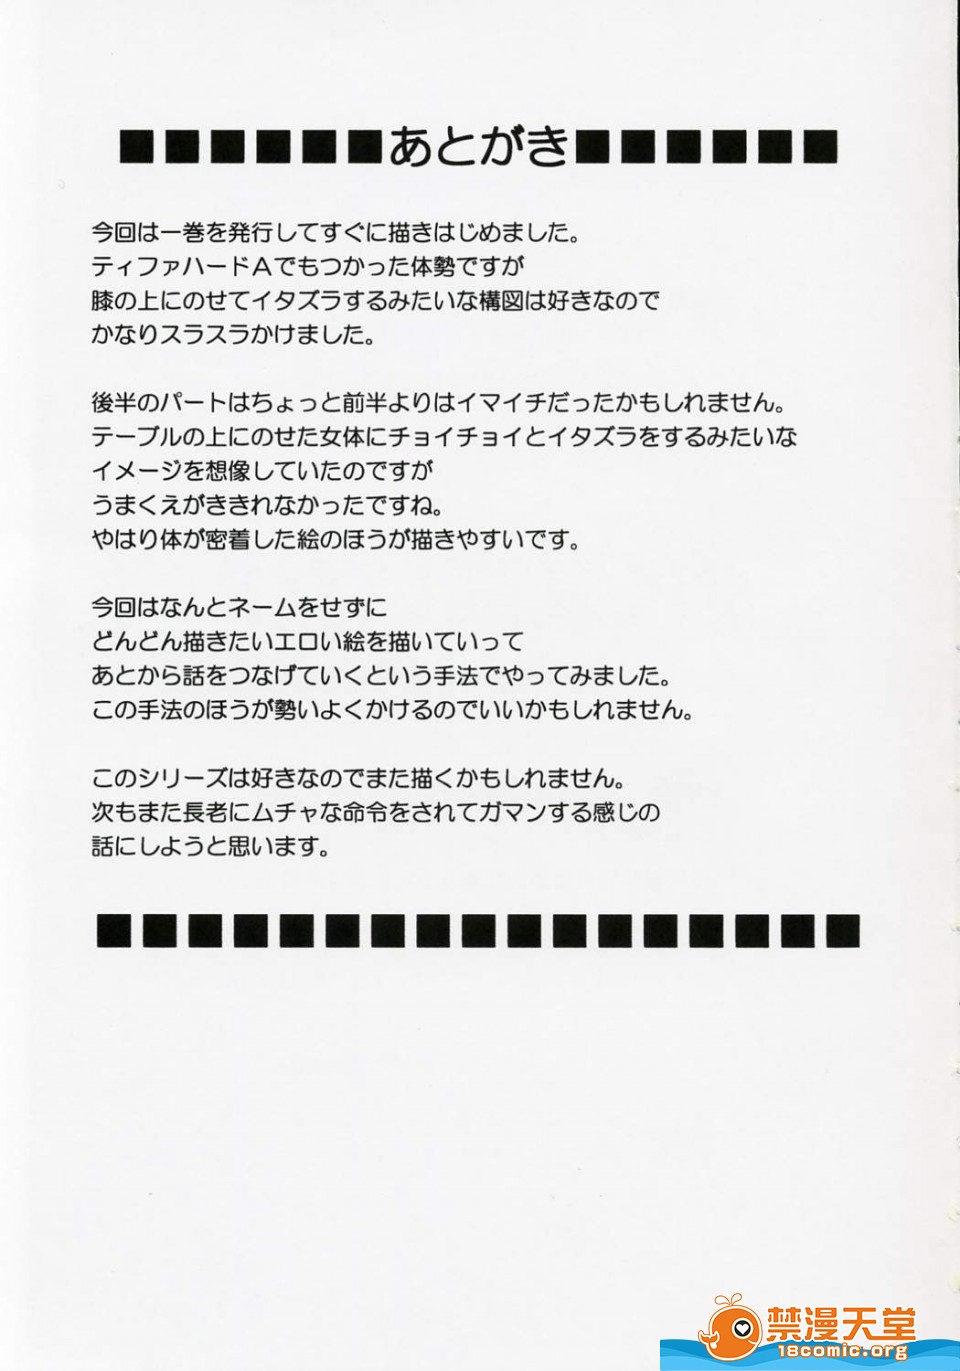 ■■■■■■あとがき■■■■■■
今回は一巻を発行してすぐに描きはじめました。
ティファハードAでもつかった体勢ですが
膝の上にのせてイタズラするみたいな構図は好きなので
かなりスラスラかけました。
後半のパートはちょっと前半よりはイマイチだったかもしれません。
テーブルの上にのせた女体にチョイチョイとイタズラをするみたいな
イメージを想像していたのですが
うまくえがききれなかったですね。
やはり体が密着した絵のほうが描きやすいです。
今回はなんとネームをせずに
どんどん描きたいエロい絵を描いていって
あとから話をつなげていくという手法でやってみました。
この手法のほうが勢いよくかけるのでいいかもしれません。
このシリーズは好きなのでまた描くかもしれません。
次もまた長老にムチャな命令をされてガマンする感じの
話にしようと思います。
■■■■■■■■■■■■■■■■■
禁漫天堂
18comic.org